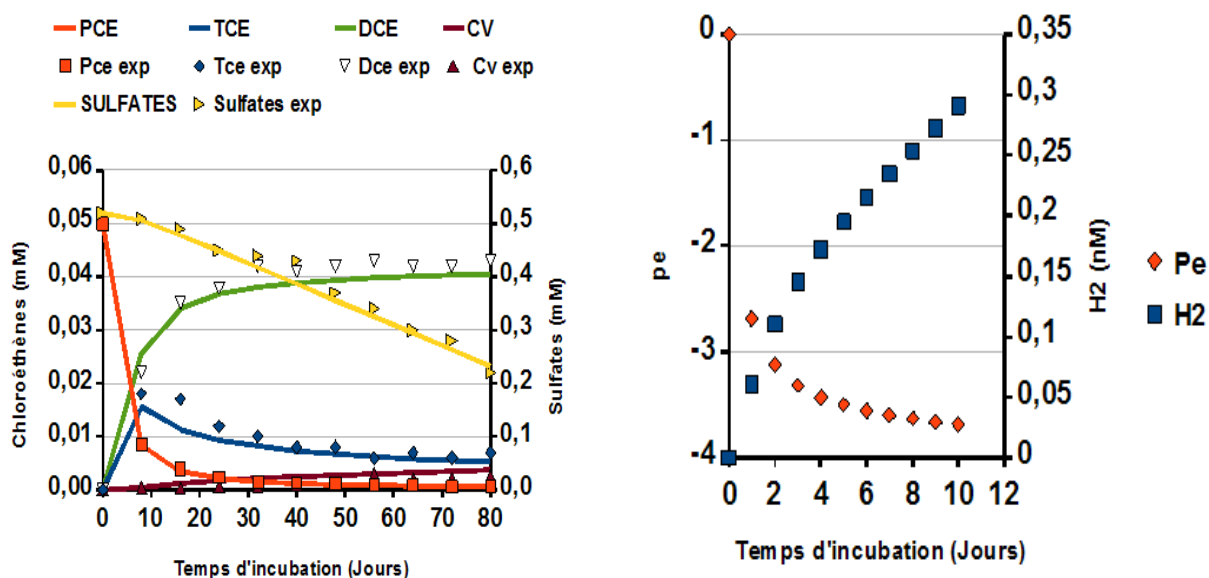 PCE TCE DCE CV
Pce exp Tce exp Dce exp Cv exp
SULFATES Sulfates exp
0,06
0,05
0,04
0,03
0,02
0,01
0,00
Chloroéthènes (mM)
0,6
0,5
0,4
0,3
0,2
0,1
0,0
Sulfates (mM)
0 10 20 30 40 50 60 70 80
Temps d'incubation (Jours)
0
-1
-2
-3
-4
pe
0,35
0,3
0,25
0,2
0,15
0,1
0,05
0
H2 (nM)
0 2 4 6 8 10 12
Temps d'incubation (Jours)
Pe
H2